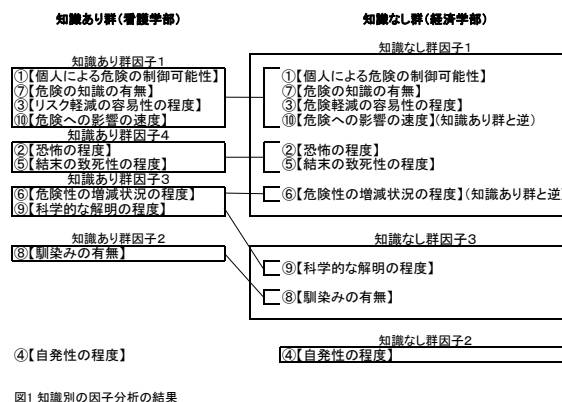 知識あり群(看護学部)
知識なし群(経済学部)
知識あり群因子1
①【個人による危険の制御可能性】
⑦【危険の知識の有無】
③【リスク軽減の容易性の程度】
⑩【危険への影響の速度】
知識あり群因子4
②【恐怖の程度】
⑤【結末の致死性の程度】
知識あり群因子3
⑥【危険性の増減状況の程度】
⑨【科学的な解明の程度】
知識あり群因子2
⑧【馴染みの有無】
④【自発性の程度】
知識なし群因子1
①【個人による危険の制御可能性】
⑦【危険の知識の有無】
③【危険軽減の容易性の程度】
⑩【危険への影響の速度】(知識あり群と逆)
②【恐怖の程度】
⑤【結末の致死性の程度】
⑥【危険性の増減状況の程度】(知識あり群と逆)
知識なし群因子3
⑨【科学的な解明の程度】
⑧【馴染みの有無】
知識なし群因子2
④【自発性の程度】
図1 知識別の因子分析の結果